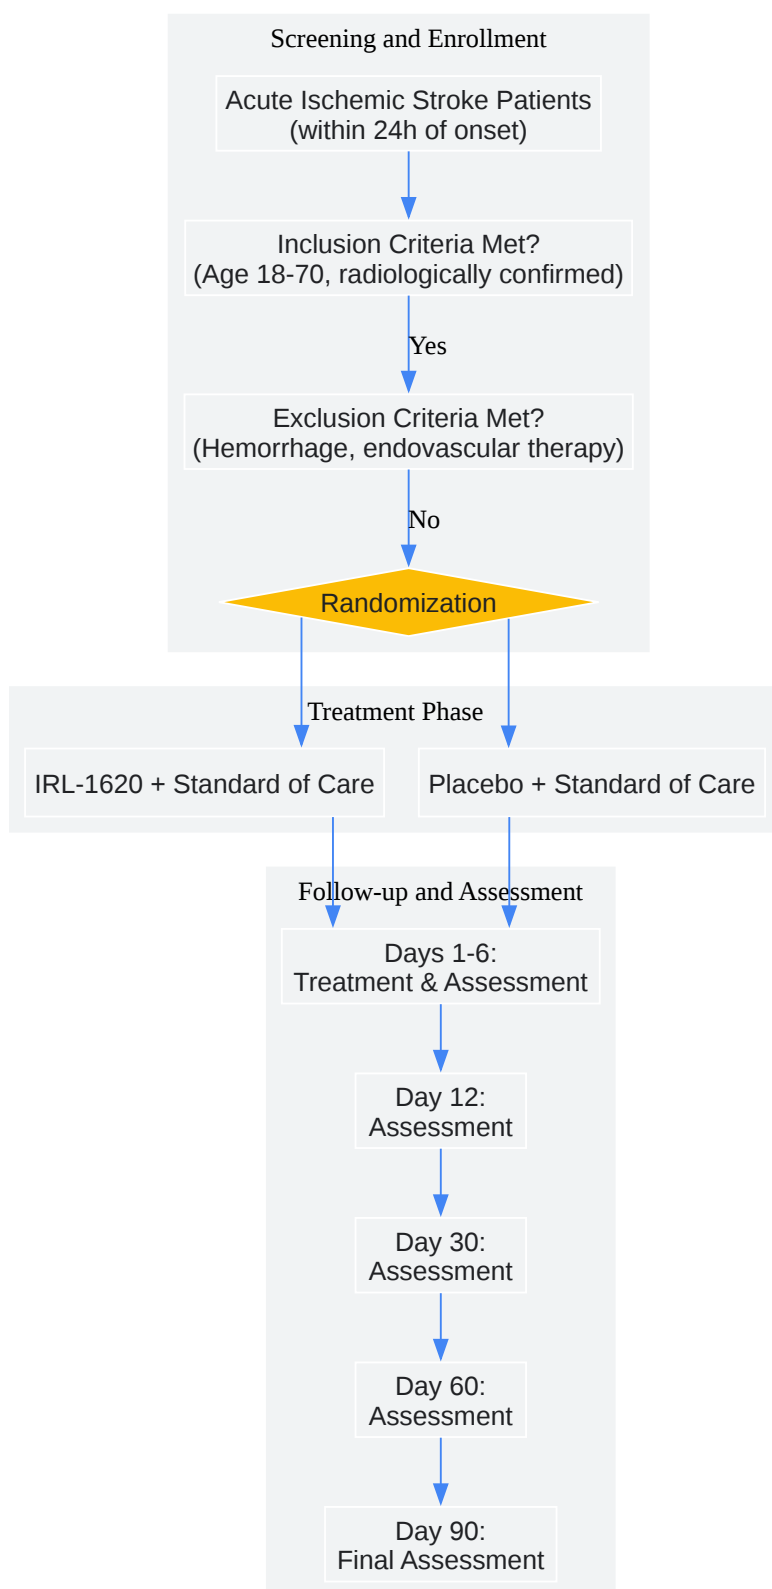 Screening and Enrollment
Acute Ischemic Stroke Patients
(within 24h of onset)
Inclusion Criteria Met?
(Age 18-70, radiologically confirmed)
Yes
Exclusion Criteria Met?
(Hemorrhage, endovascular therapy)
No
Randomization
Treatment Phase
IRL-1620 + Standard of Care
Placebo + Standard of Care
Follow-up and Assessment
Days 1-6:
Treatment & Assessment
Day 12:
Assessment
Day 30:
Assessment
Day 60:
Assessment
Day 90:
Final Assessment